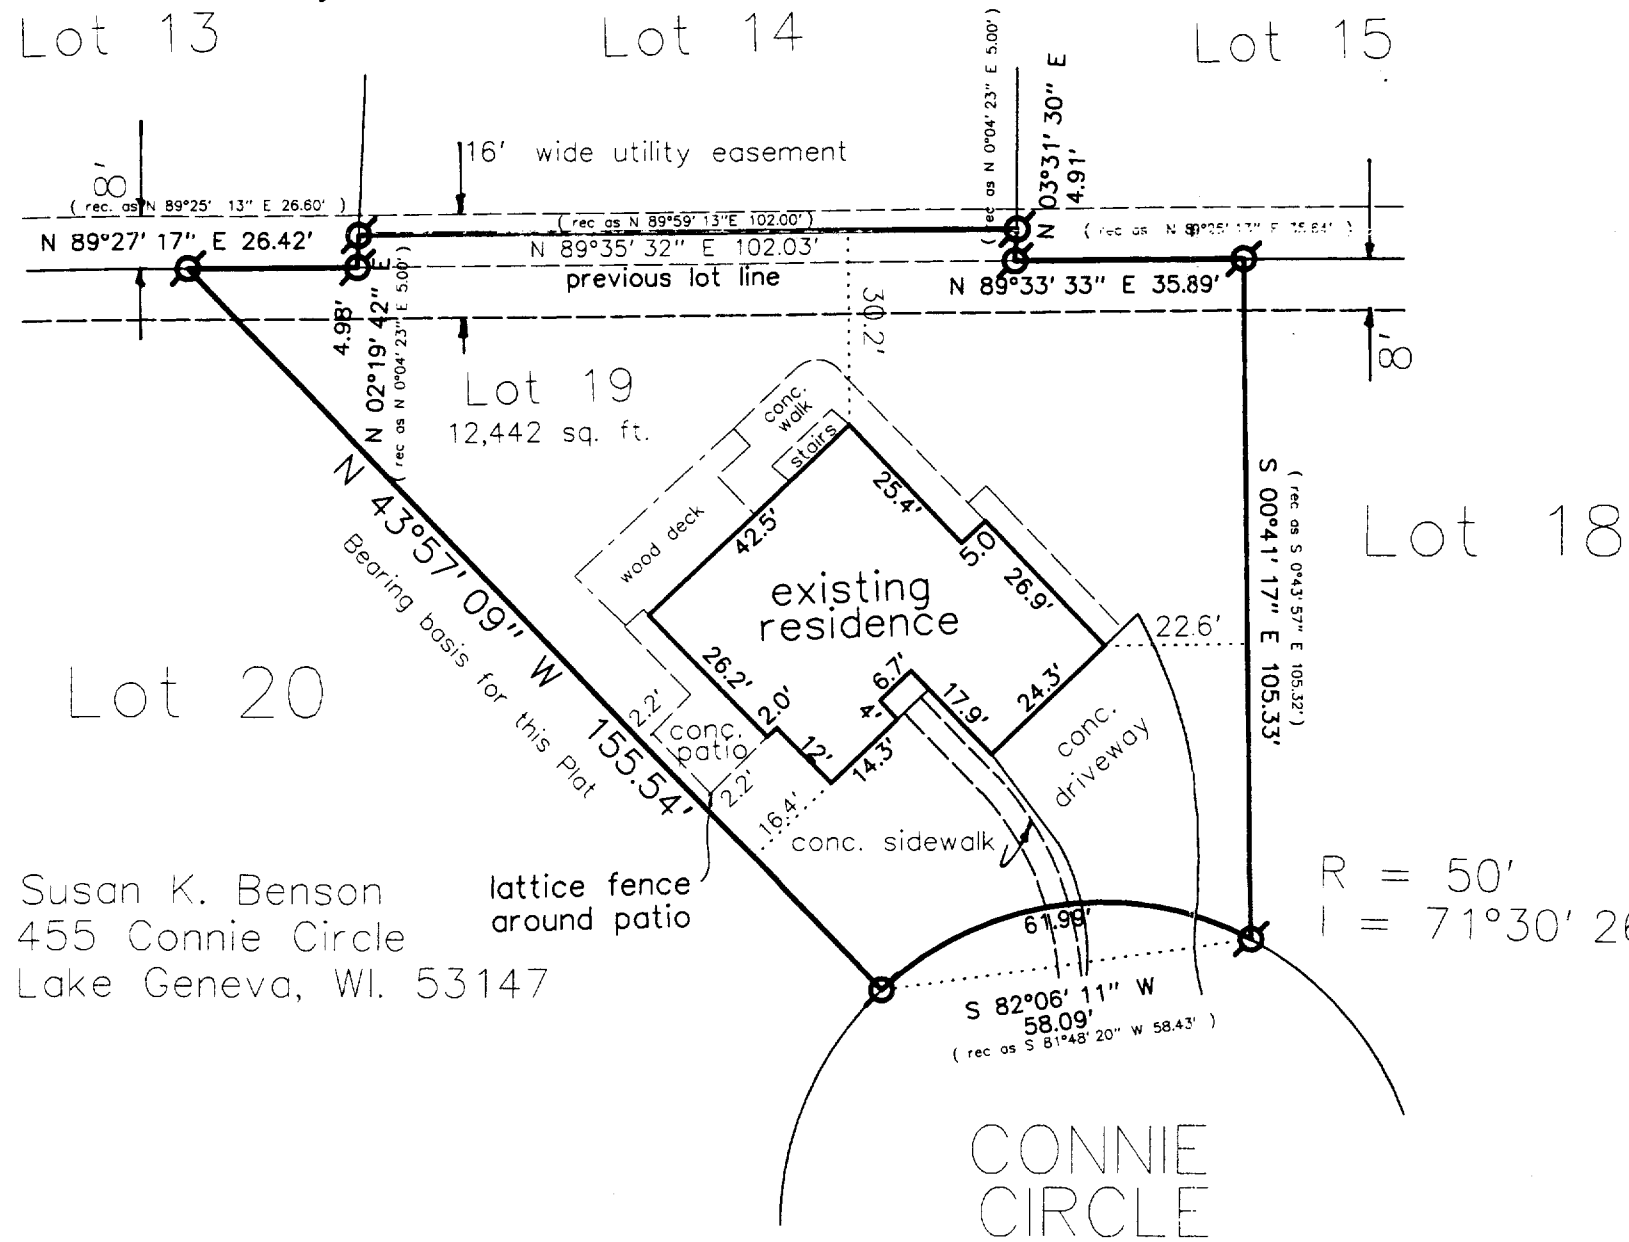 Lot 13
Lot 14
Lot 15
( rec as N 0°04' 23" E 5.00' )
N 03°31' 30" E
4.91'
8'
16' wide utility easement
( rec. as N 89°25' 13" E 26.60' )
( rec as N 89°59' 13"E 102.00' )
N 89°27' 17" E 26.42'
N 89°35' 32" E 102.03'
previous lot line
N 89°33' 33" E 35.89'
8'
4.98'
N 02°19' 42" E
( rec as N 0°04' 23" E 5.00' )
30.2'
Lot 19
12,442 sq. ft.
conc.
walk
stairs
25.4'
5.0
26.9'
42.5'
wood deck
existing
residence
22.6'
24.3'
17.9'
6.7'
4'
14.3'
12'
2.0'
26.2'
2.2'
conc.
patio
2.2'
16.4'
N 43°57' 09" W 155.54'
Bearing basis for this Plat
S 00°41' 17" E 105.33'
( rec as S 0°43' 57" E 105.32')
Lot 18
Lot 20
conc.
driveway
conc. sidewalk
lattice fence
around patio
Susan K. Benson
455 Connie Circle
Lake Geneva, WI. 53147
61.99'
R = 50'
I = 71°30' 26
S 82°06' 11" W
58.09'
( rec as S 81°48' 20" W 58.43' )
CONNIE
CIRCLE